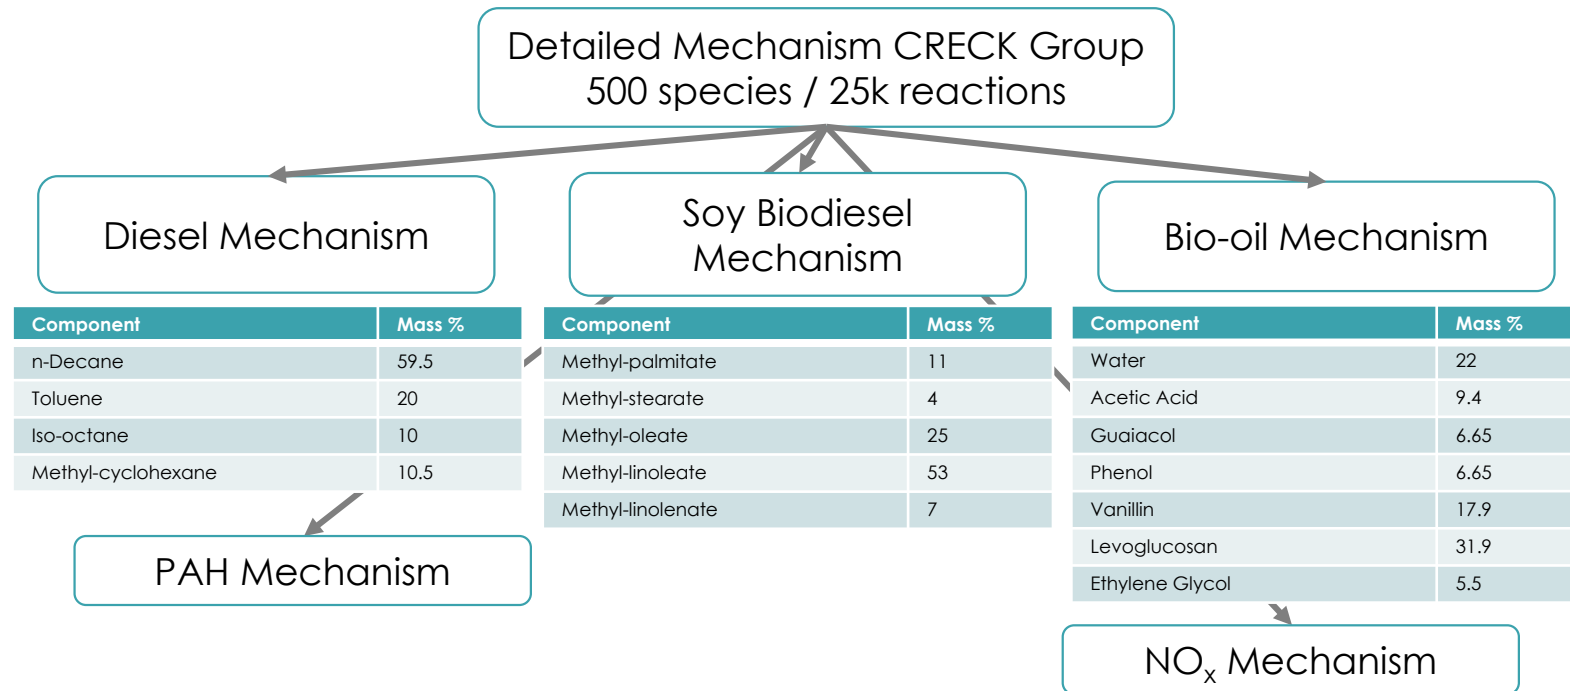 Detailed Mechanism CRECK Group
500 species / 25k reactions
Diesel Mechanism
Component Mass %
n-Decane 59.5
Toluene 20
Iso-octane 10
Methyl-cyclohexane 10.5
PAH Mechanism
Soy Biodiesel
Mechanism
Component Mass %
Methyl-palmitate 11
Methyl-stearate 4
Methyl-oleate 25
Methyl-linoleate 53
Methyl-linolenate 7
Bio-oil Mechanism
Component Mass %
Water 22
Acetic Acid 9.4
Guaiacol 6.65
Phenol 6.65
Vanillin 17.9
Levoglucosan 31.9
Ethylene Glycol 5.5
NOx Mechanism